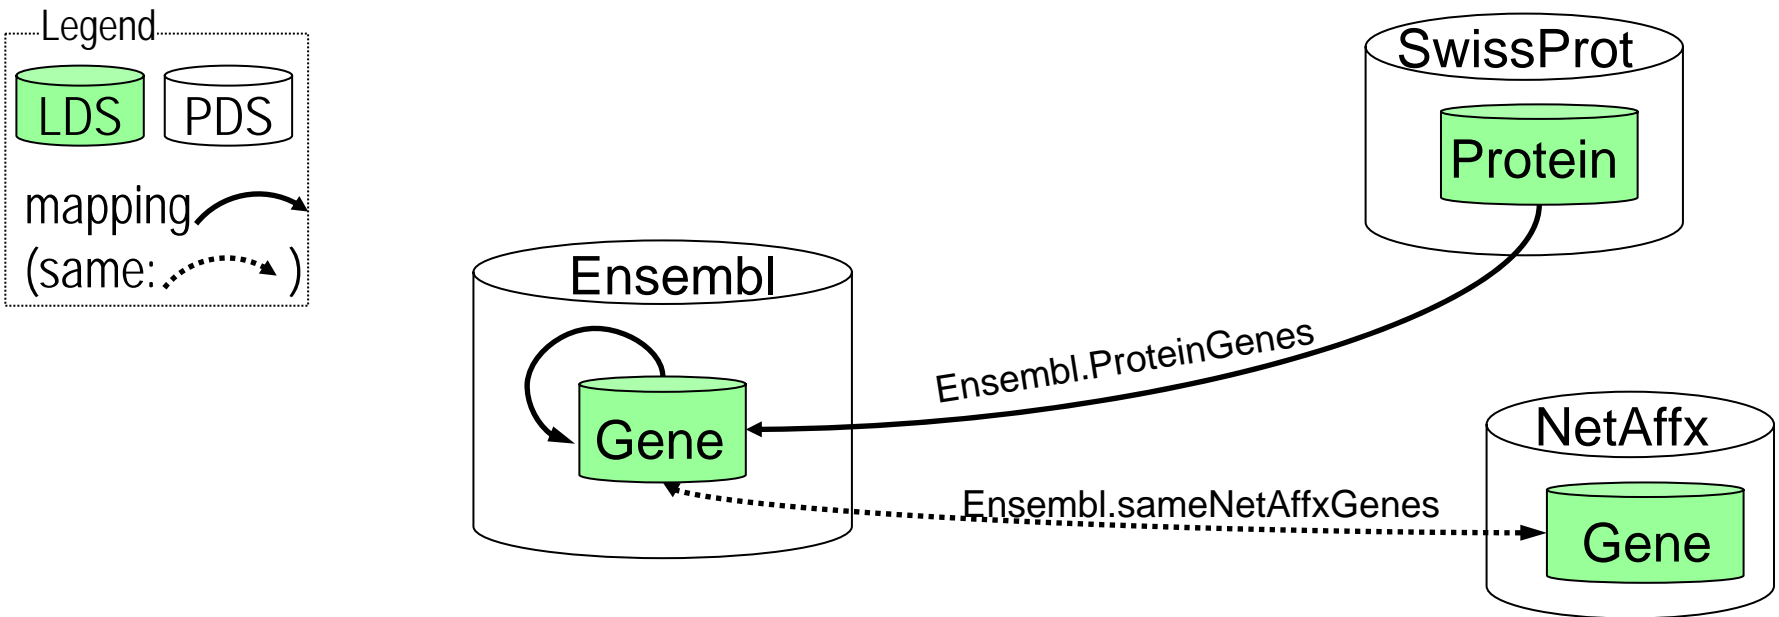 Legend
LDS PDS
mapping
(same: )
SwissProt
Protein
Ensembl
Gene
Ensembl.ProteinGenes
Ensembl.sameNetAffxGenes
NetAffx
Gene